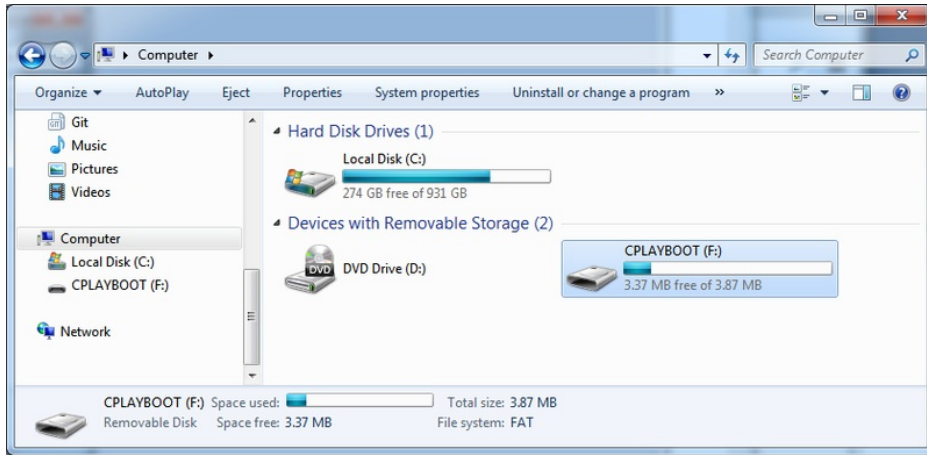 Computer
Search Computer
Organize AutoPlay Eject Properties System properties Uninstall or change a program »
Git
Music
Pictures
Videos
Computer
Local Disk (C:)
CPLAYBOOT (F:)
Network
Hard Disk Drives (1)
Local Disk (C:)
274 GB free of 931 GB
Devices with Removable Storage (2)
DVD Drive (D:)
CPLAYBOOT (F:)
3.37 MB free of 3.87 MB
CPLAYBOOT (F:) Space used: Total size: 3.87 MB
Removable Disk Space free: 3.37 MB File system: FAT